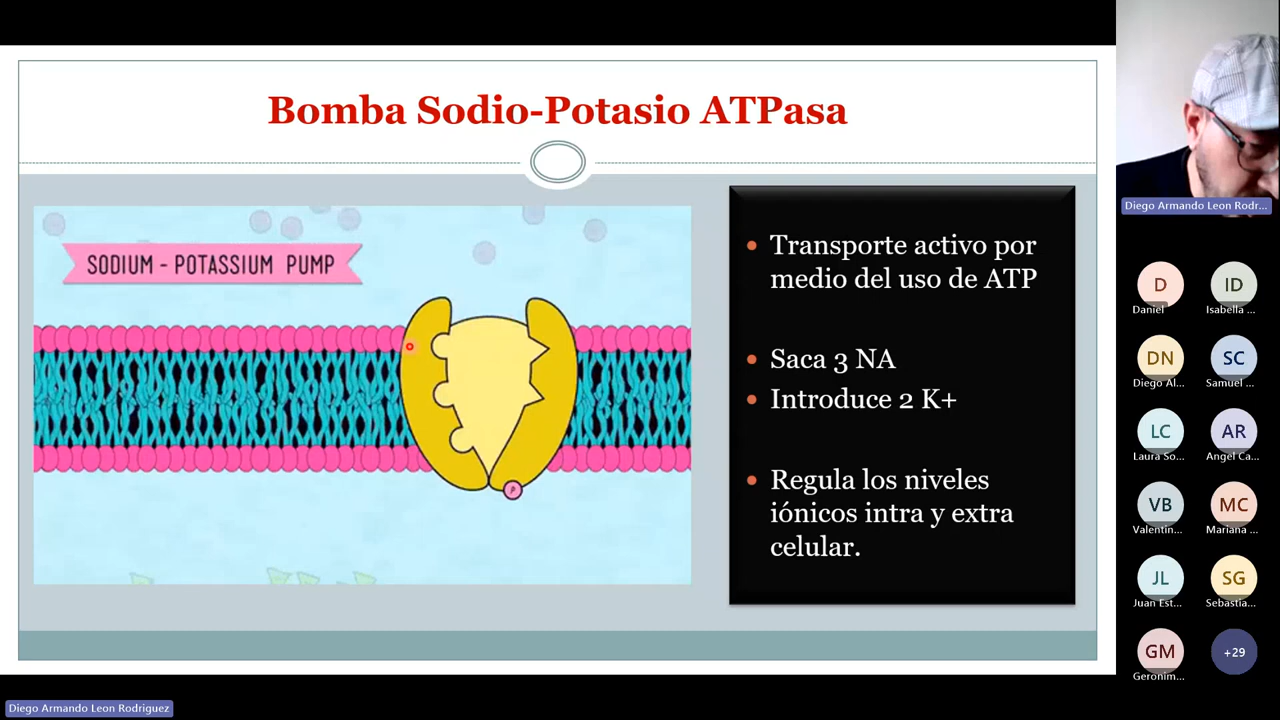 Bomba Sodio-Potasio ATPasa
SODIUM - POTASSIUM PUMP
P
Transporte activo por
medio del uso de ATP
Saca 3 NA
Introduce 2 K+
Regula los niveles
iónicos intra y extra
celular.
Diego Armando Leon Rodr...
D
Daniel
ID
Isabella ...
DN
Diego Al...
SC
Samuel ...
LC
Laura So...
AR
Angel Ca...
VB
Valentin...
MC
Mariana ...
JL
Juan Est...
SG
Sebastia...
GM
Geronim...
+29
Diego Armando Leon Rodriguez